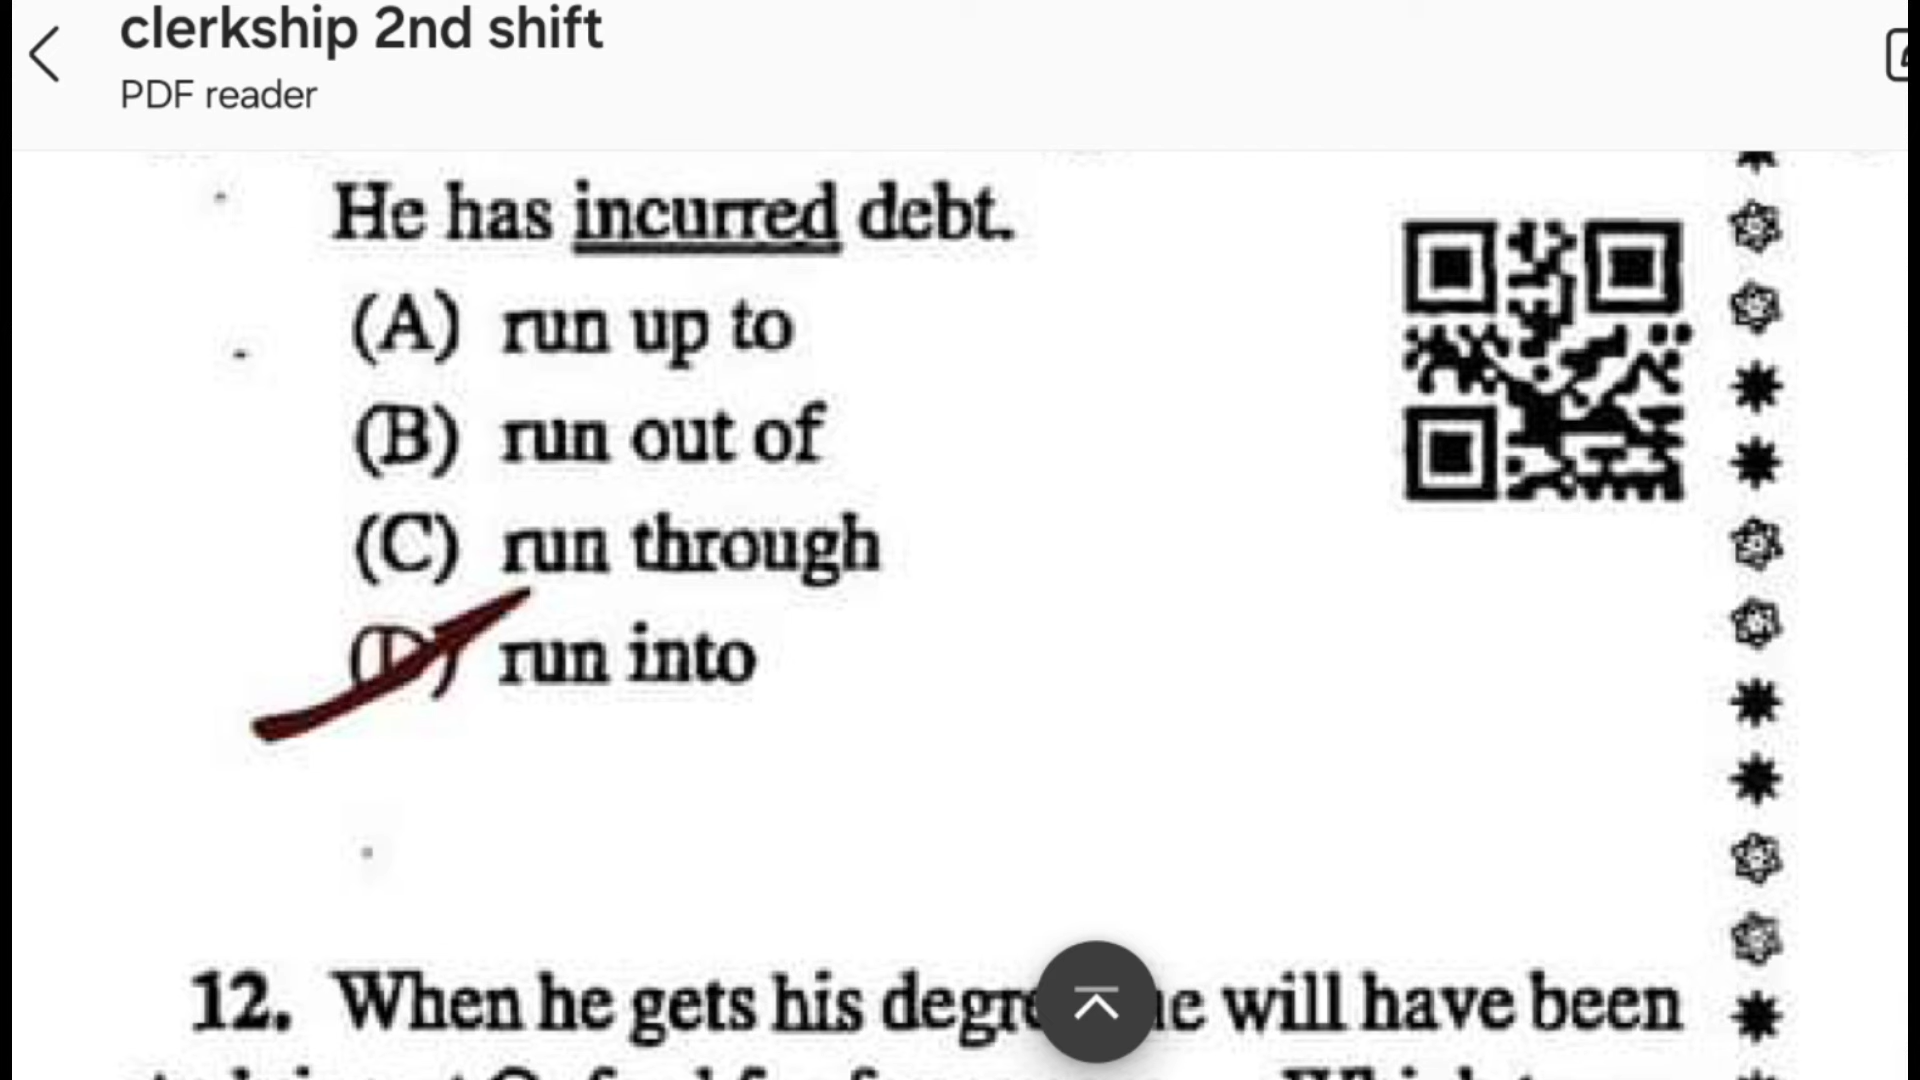 clerkship 2nd shift
PDF reader
He has incurred debt.
(A) run up to
(B) run out of
(C) run through
(D) run into
12. When he gets his will have been